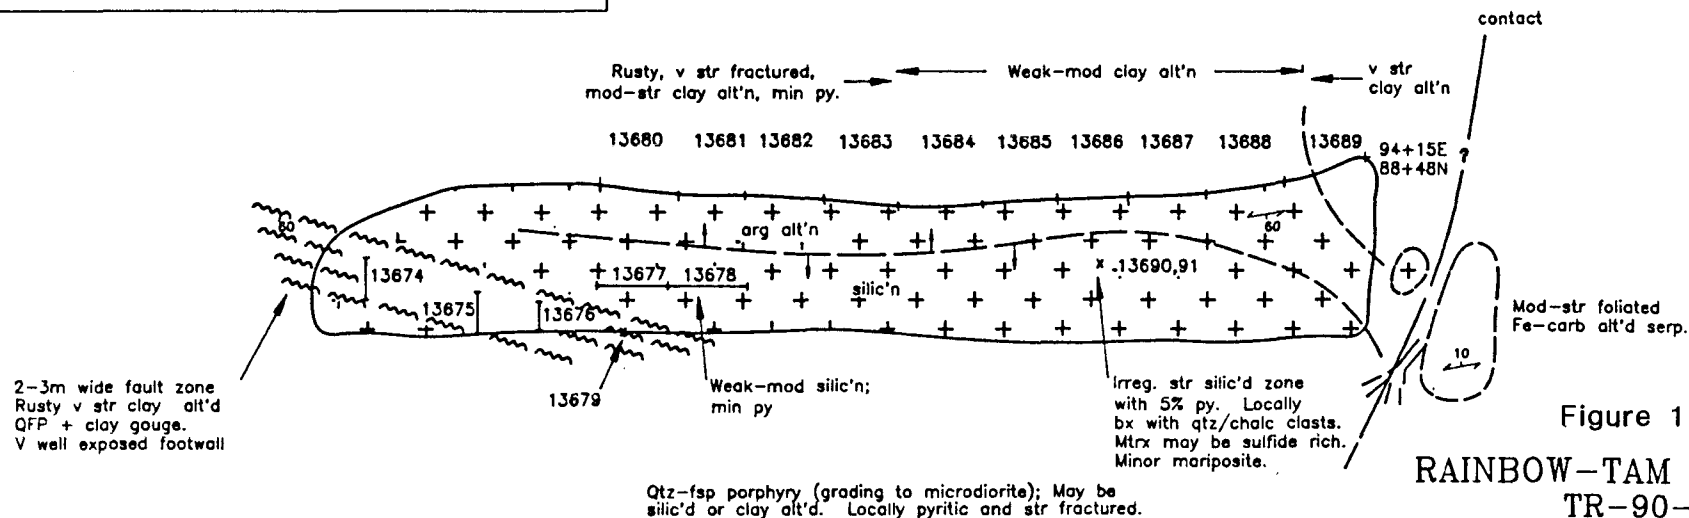 contact
Rusty, v str fractured,
mod-str clay alt'n, min py.
Weak-mod clay alt'n
v str
clay alt'n
13680 13681 13682 13683 13684 13685 13686 13687 13688 13689
94+15E
88+48N
?
60
arg alt'n
60
13674
13677 13678
x .13690,91
silic'n
13675
13676
Mod-str foliated
Fe-carb alt'd serp.
10
2-3m wide fault zone
Rusty v str clay alt'd
QFP + clay gouge.
V well exposed footwall
13679
Weak-mod silic'n;
min py
Irreg. str silic'd zone
with 5% py. Locally
bx with qtz/chalc clasts.
Mtrx may be sulfide rich.
Minor mariposite.
Figure 1
RAINBOW-TAM
TR-90-
Qtz-fsp porphyry (grading to microdiorite); May be
silic'd or clay alt'd. Locally pyritic and str fractured.